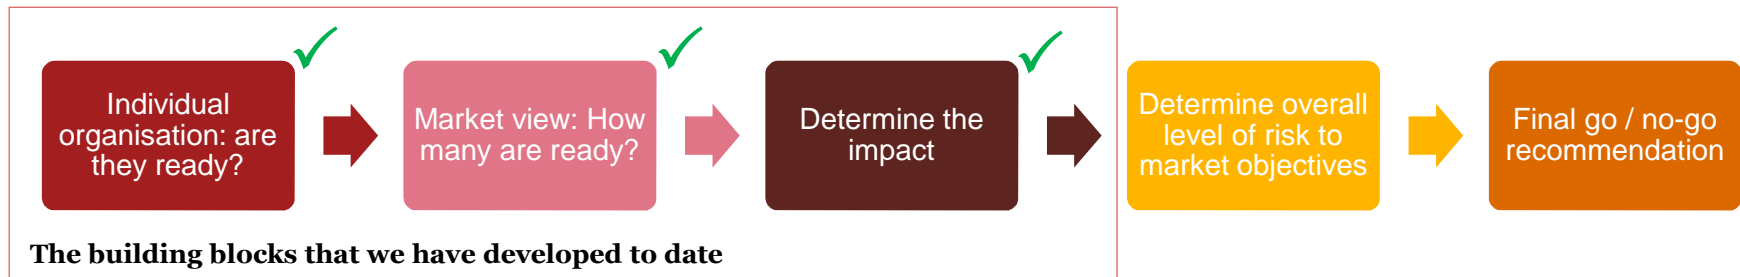 Individual
organisation: are
they ready?
Market view: How
many are ready?
Determine the
impact
Determine overall
level of risk to
market objectives
Final go / no-go
recommendation
The building blocks that we have developed to date